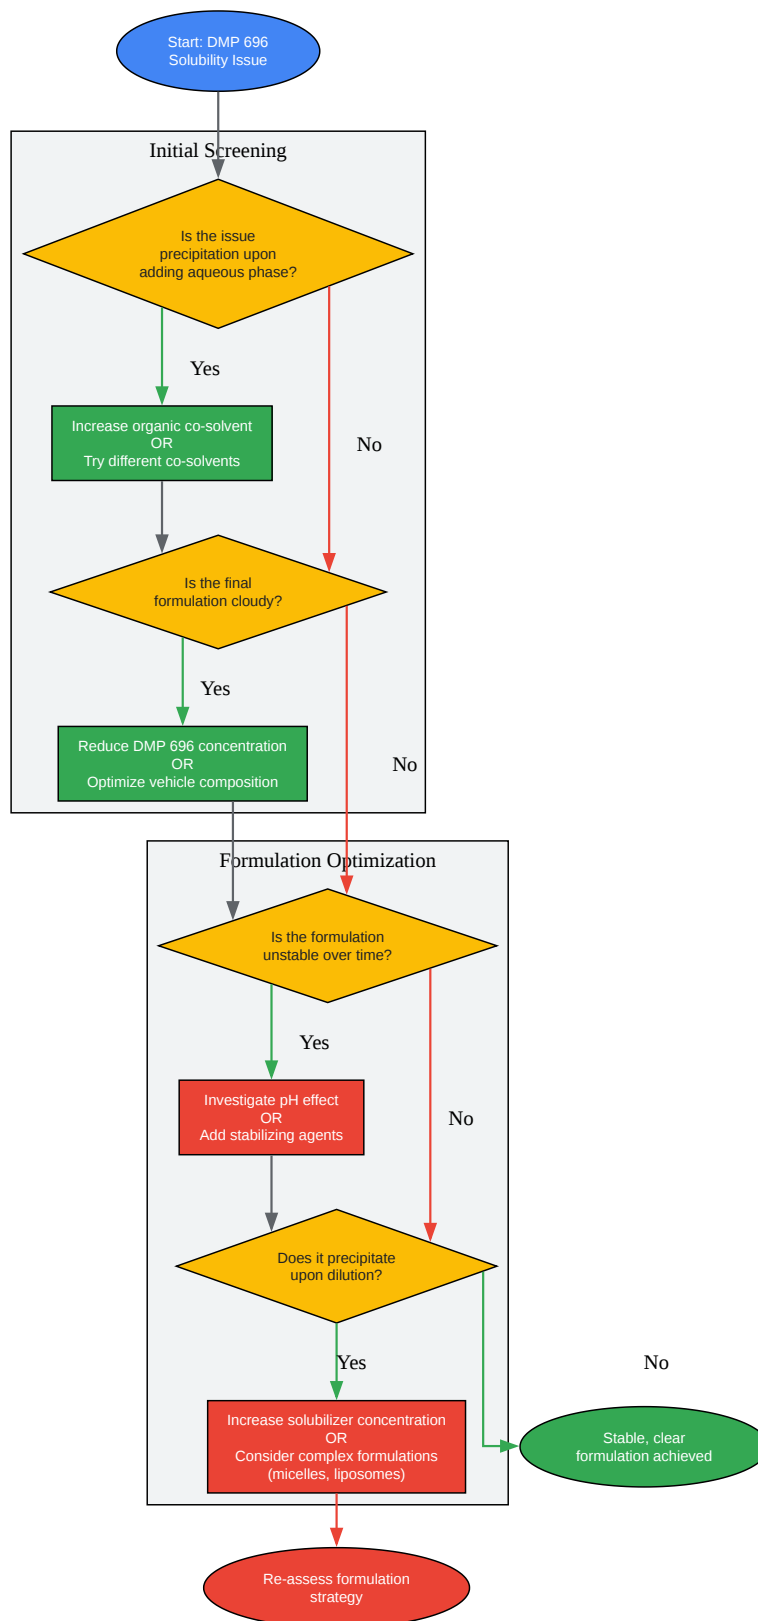 Start: DMP 696
Solubility Issue
Initial Screening
Is the issue
precipitation upon
adding aqueous phase?
Yes
No
Increase organic co-solvent
OR
Try different co-solvents
Is the final
formulation cloudy?
Yes
No
Reduce DMP 696 concentration
OR
Optimize vehicle composition
Formulation Optimization
Is the formulation
unstable over time?
Yes
No
Investigate pH effect
OR
Add stabilizing agents
Does it precipitate
upon dilution?
Yes
No
Increase solubilizer concentration
OR
Consider complex formulations
(micelles, liposomes)
Stable, clear
formulation achieved
Re-assess formulation
strategy